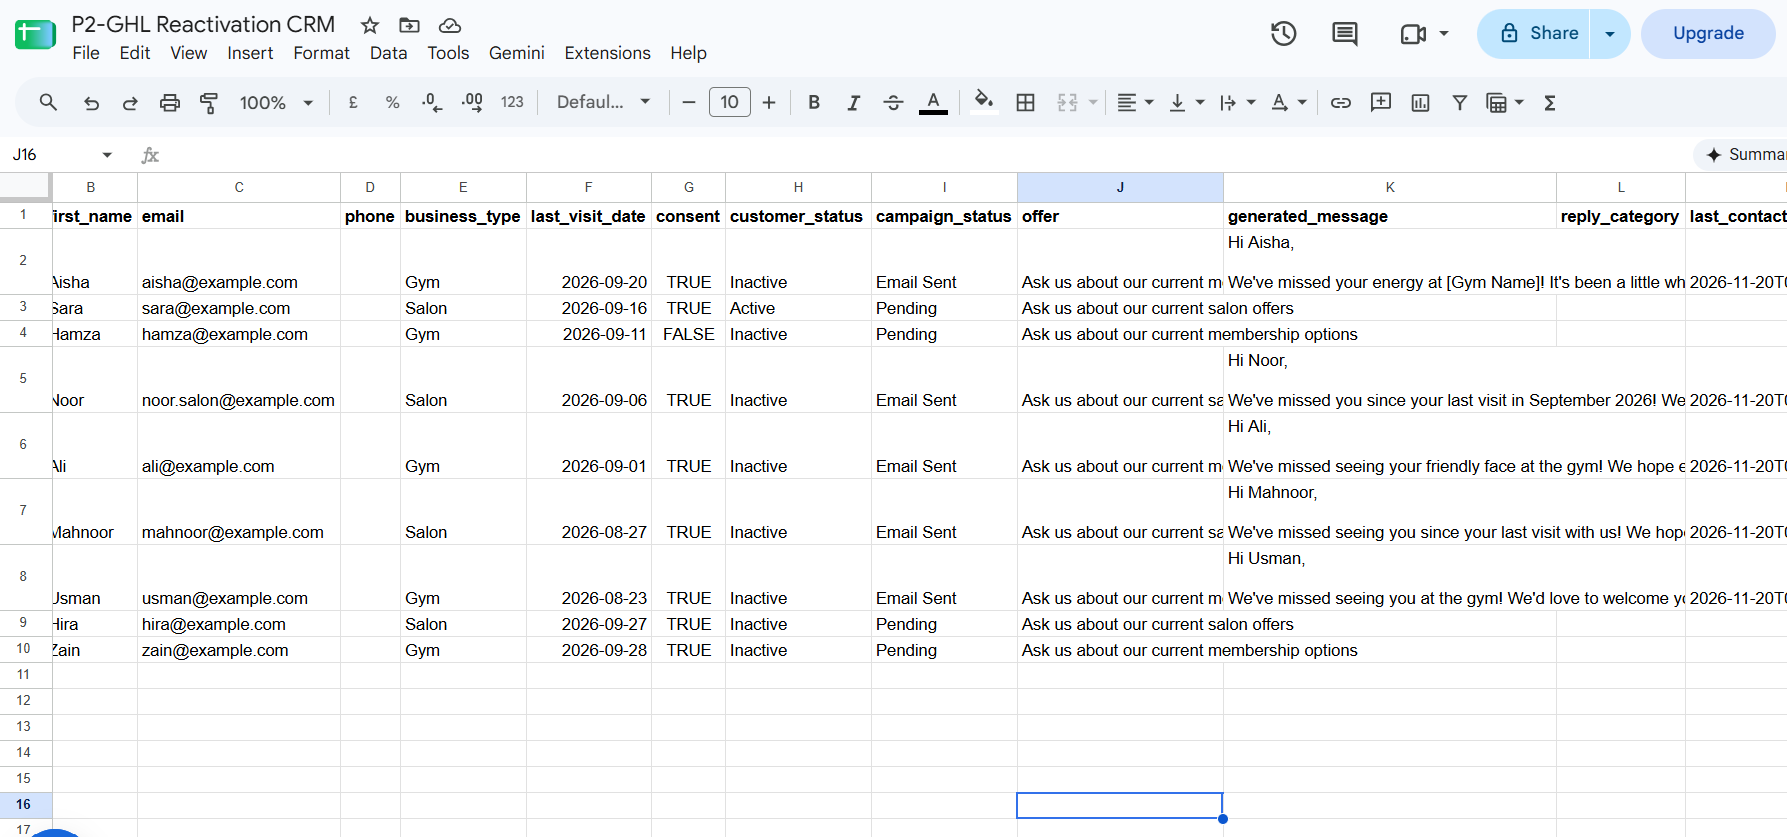 P2-GHL Reactivation CRM
File Edit View Insert Format Data Tools Gemini Extensions Help
Share
Upgrade
100% £ % .0 .00 123 Defaul... 10 B I S A A Σ
J16 fx Summar
B C D E F G H I J K L
1 first_name email phone business_type last_visit_date consent customer_status campaign_status offer generated_message reply_category last_contact
Hi Aisha,
2 Aisha aisha@example.com Gym 2026-09-20 TRUE Inactive Email Sent Ask us about our current m We've missed your energy at [Gym Name]! It's been a little wh 2026-11-20T
3 Sara sara@example.com Salon 2026-09-16 TRUE Active Pending Ask us about our current salon offers
4 Hamza hamza@example.com Gym 2026-09-11 FALSE Inactive Pending Ask us about our current membership options
Hi Noor,
5 Noor noor.salon@example.com Salon 2026-09-06 TRUE Inactive Email Sent Ask us about our current sa We've missed you since your last visit in September 2026! We 2026-11-20T
Hi Ali,
6 Ali ali@example.com Gym 2026-09-01 TRUE Inactive Email Sent Ask us about our current m We've missed seeing your friendly face at the gym! We hope e 2026-11-20T
Hi Mahnoor,
7 Mahnoor mahnoor@example.com Salon 2026-08-27 TRUE Inactive Email Sent Ask us about our current sa We've missed seeing you since your last visit with us! We hop 2026-11-20T
Hi Usman,
8 Usman usman@example.com Gym 2026-08-23 TRUE Inactive Email Sent Ask us about our current m We've missed seeing you at the gym! We'd love to welcome yo 2026-11-20T
9 Hira hira@example.com Salon 2026-09-27 TRUE Inactive Pending Ask us about our current salon offers
10 Zain zain@example.com Gym 2026-09-28 TRUE Inactive Pending Ask us about our current membership options
11
12
13
14
15
16
17